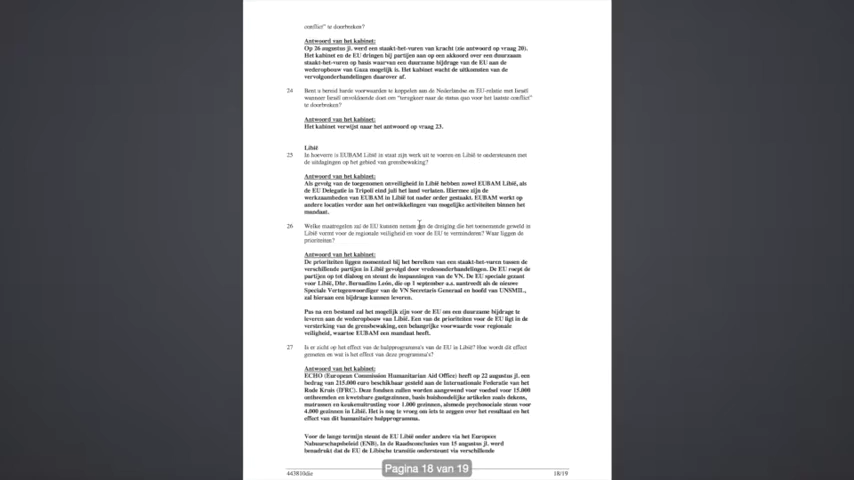 conflict" te doorbreken?
Antwoord van het kabinet:
Op 26 augustus jl. werd een staakt-het-vuren van kracht (zie antwoord op vraag 20).
Het kabinet en de EU dringen bij partijen aan op een akkoord over een duurzaam
staakt-het-vuren op basis waarvan een duurzame bijdrage van de EU aan de
wederopbouw van Gaza mogelijk is. Het kabinet wacht de uitkomsten van de
vervolgonderhandelingen daarover af.
24 Bent u bereid harde voorwaarden te koppelen aan de Nederlandse en EU-relatie met Israël
wanneer Israël onvoldoende doet om "terugkeer naar de status quo voor het laatste conflict"
te doorbreken?
Antwoord van het kabinet:
Het kabinet verwijst naar het antwoord op vraag 23.
Libië
25 In hoeverre is EUBAM Libië in staat zijn werk uit te voeren en Libië te ondersteunen met
de uitdagingen op het gebied van grensbewaking?
Antwoord van het kabinet:
Als gevolg van de toegenomen onveiligheid in Libië hebben zowel EUBAM Libië, als
de EU Delegatie in Tripoli eind juli het land verlaten. Hiermee zijn de
werkzaamheden van EUBAM in Libië tot nader order gestaakt. EUBAM werkt op
andere locaties verder aan het ontwikkelingen van mogelijke activiteiten binnen het
mandaat.
26 Welke maatregelen zal de EU kunnen nemen om de dreiging die het toenemende geweld in
Libië vormt voor de regionale veiligheid en voor de EU te verminderen? Waar liggen de
prioriteiten?
Antwoord van het kabinet:
De prioriteiten liggen momenteel bij het bereiken van een staakt-het-vuren tussen de
verschillende partijen in Libië gevolgd door vredesonderhandelingen. De EU roept de
partijen op tot dialoog en steunt de inspanningen van de VN. De EU speciale gezant
voor Libië, Dhr. Bernadino León, die op 1 september a.s. aantreedt als de nieuwe
Speciale Vertegenwoordiger van de VN Secretaris Generaal en hoofd van UNSMIL,
zal hieraan een bijdrage kunnen leveren.
Pas na een bestand zal het mogelijk zijn voor de EU om een duurzame bijdrage te
leveren aan de wederopbouw van Libië. Een van de prioriteiten voor de EU ligt in de
versterking van de grensbewaking, een belangrijke voorwaarde voor regionale
veiligheid, waartoe EUBAM een mandaat heeft.
27 Is er zicht op het effect van de hulpprogramma's van de EU in Libië? Hoe wordt dit effect
gemeten en wat is het effect van deze programma's?
Antwoord van het kabinet:
ECHO (European Commission Humanitarian Aid Office) heeft op 22 augustus jl. een
bedrag van 215.000 euro beschikbaar gesteld aan de Internationale Federatie van het
Rode Kruis (IFRC). Deze fondsen zullen worden aangewend voor voedsel voor 15.000
ontheemden en kwetsbare gastgezinnen, basis huishoudelijke artikelen zoals dekens,
matrassen en keukenuitrusting voor 1.000 gezinnen, alsmede psychosociale steun voor
4.000 gezinnen in Libië. Het is nog te vroeg om iets te zeggen over het resultaat en het
effect van dit humanitaire hulpprogramma.
Voor de lange termijn steunt de EU Libië onder andere via het Europees
Nabuurschapsbeleid (ENB). In de Raadsconclusies van 15 augustus jl. werd
benadrukt dat de EU de Libische transitie ondersteunt via verschillende
443810die
18/19
Pagina 18 van 19